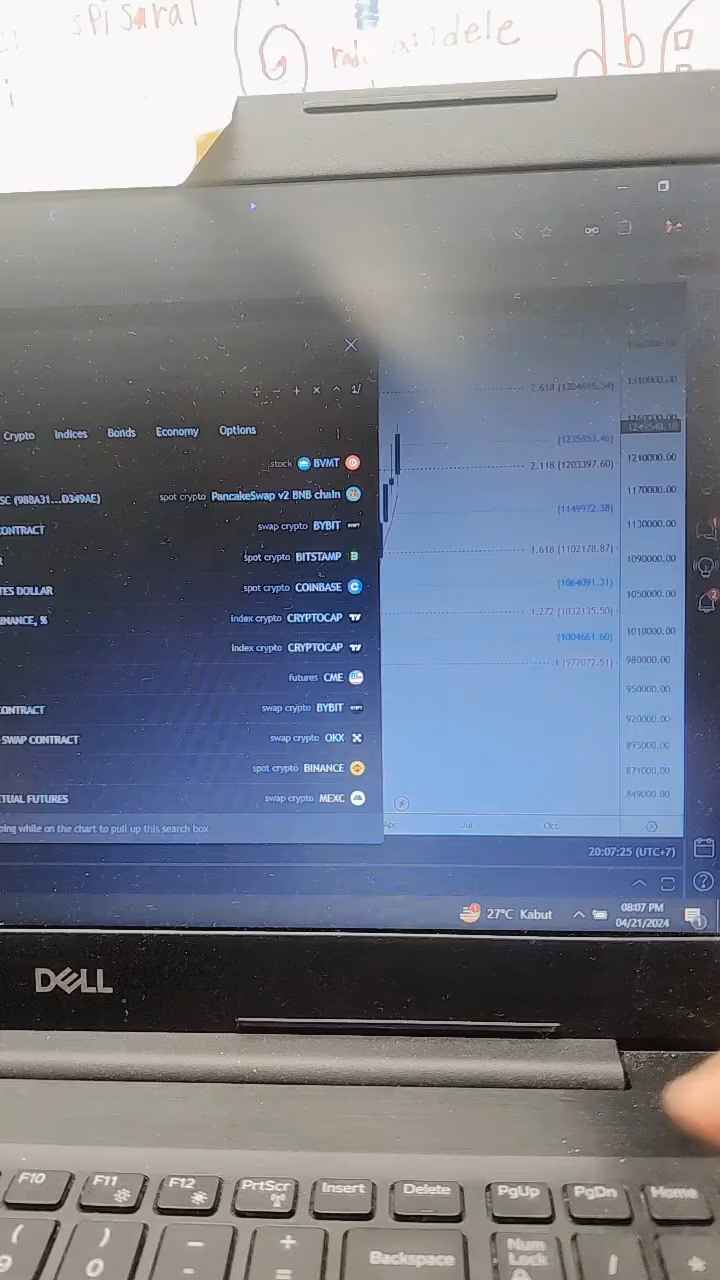 spisaral
G
Crypto Indices Bonds Economy Options
stock BVMT
SC (988A31...D349AE) spot crypto PancakeSwap v2 BNB chain
CONTRACT swap crypto BYBIT
R spot crypto BITSTAMP B
TES DOLLAR spot crypto COINBASE
INANCE, % index crypto CRYPTOCAP
index crypto CRYPTOCAP
futures CME
CONTRACT swap crypto BYBIT
SWAP CONTRACT swap crypto OKX
spot crypto BINANCE
ETUAL FUTURES swap crypto MEXC
ping while on the chart to pull up this search box
1310000.00
(1235853.46)
1210000.00
2.118 (1203397.60)
1170000.00
(1149972.38)
1130000.00
1.618 (1102178.87)
1090000.00
(1064091.31)
1050000.00
1.272 (1032135.50)
1010000.00
(1004661.60)
1 (977072.51)
980000.00
950000.00
920000.00
895000.00
871000.00
849000.00
Apr Jul Oct
20:07:25 (UTC+7)
27°C Kabut
08:07 PM
04/21/2024
DELL
F10 F11 F12 PrtScr Insert Delete PgUp PgDn Home
( ) - + Backspace Num Lock / *
9 0 - =